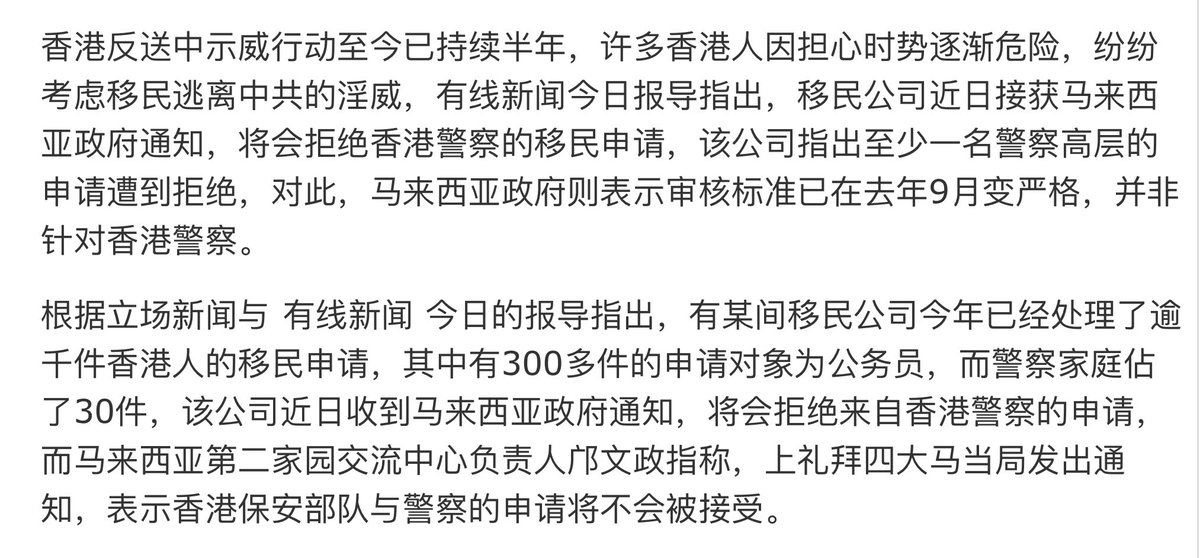 香港反送中示威行动至今已持续半年，许多香港人因担心时势逐渐危险，纷纷
考虑移民逃离中共的淫威，有线新闻今日报导指出，移民公司近日接获马来西
亚政府通知，将会拒绝香港警察的移民申请，该公司指出至少一名警察高层的
申请遭到拒绝，对此，马来西亚政府则表示审核标准已在去年9月变严格，并非
针对香港警察。
根据立场新闻与 有线新闻 今日的报导指出，有某间移民公司今年已经处理了逾
千件香港人的移民申请，其中有300多件的申请对象为公务员，而警察家庭佔
了30件，该公司近日收到马来西亚政府通知，将会拒绝来自香港警察的申请，
而马来西亚第二家园交流中心负责人邝文政指称，上礼拜四大马当局发出通
知，表示香港保安部队与警察的申请将不会被接受。